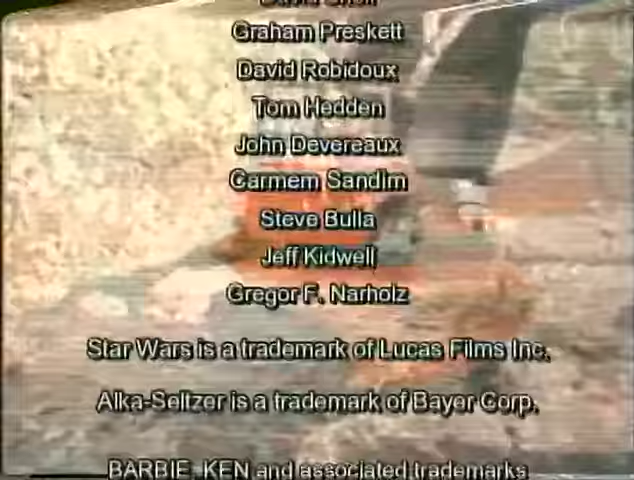 Graham Preskett
David Robidoux
Tom Hedden
John Devereaux
Carmem Sandim
Steve Bulla
Jeff Kidwell
Gregor F. Narholz
Star Wars is a trademark of Lucas Films Inc.
Alka-Seltzer is a trademark of Bayer Corp.
BARBIE, KEN and associated trademarks